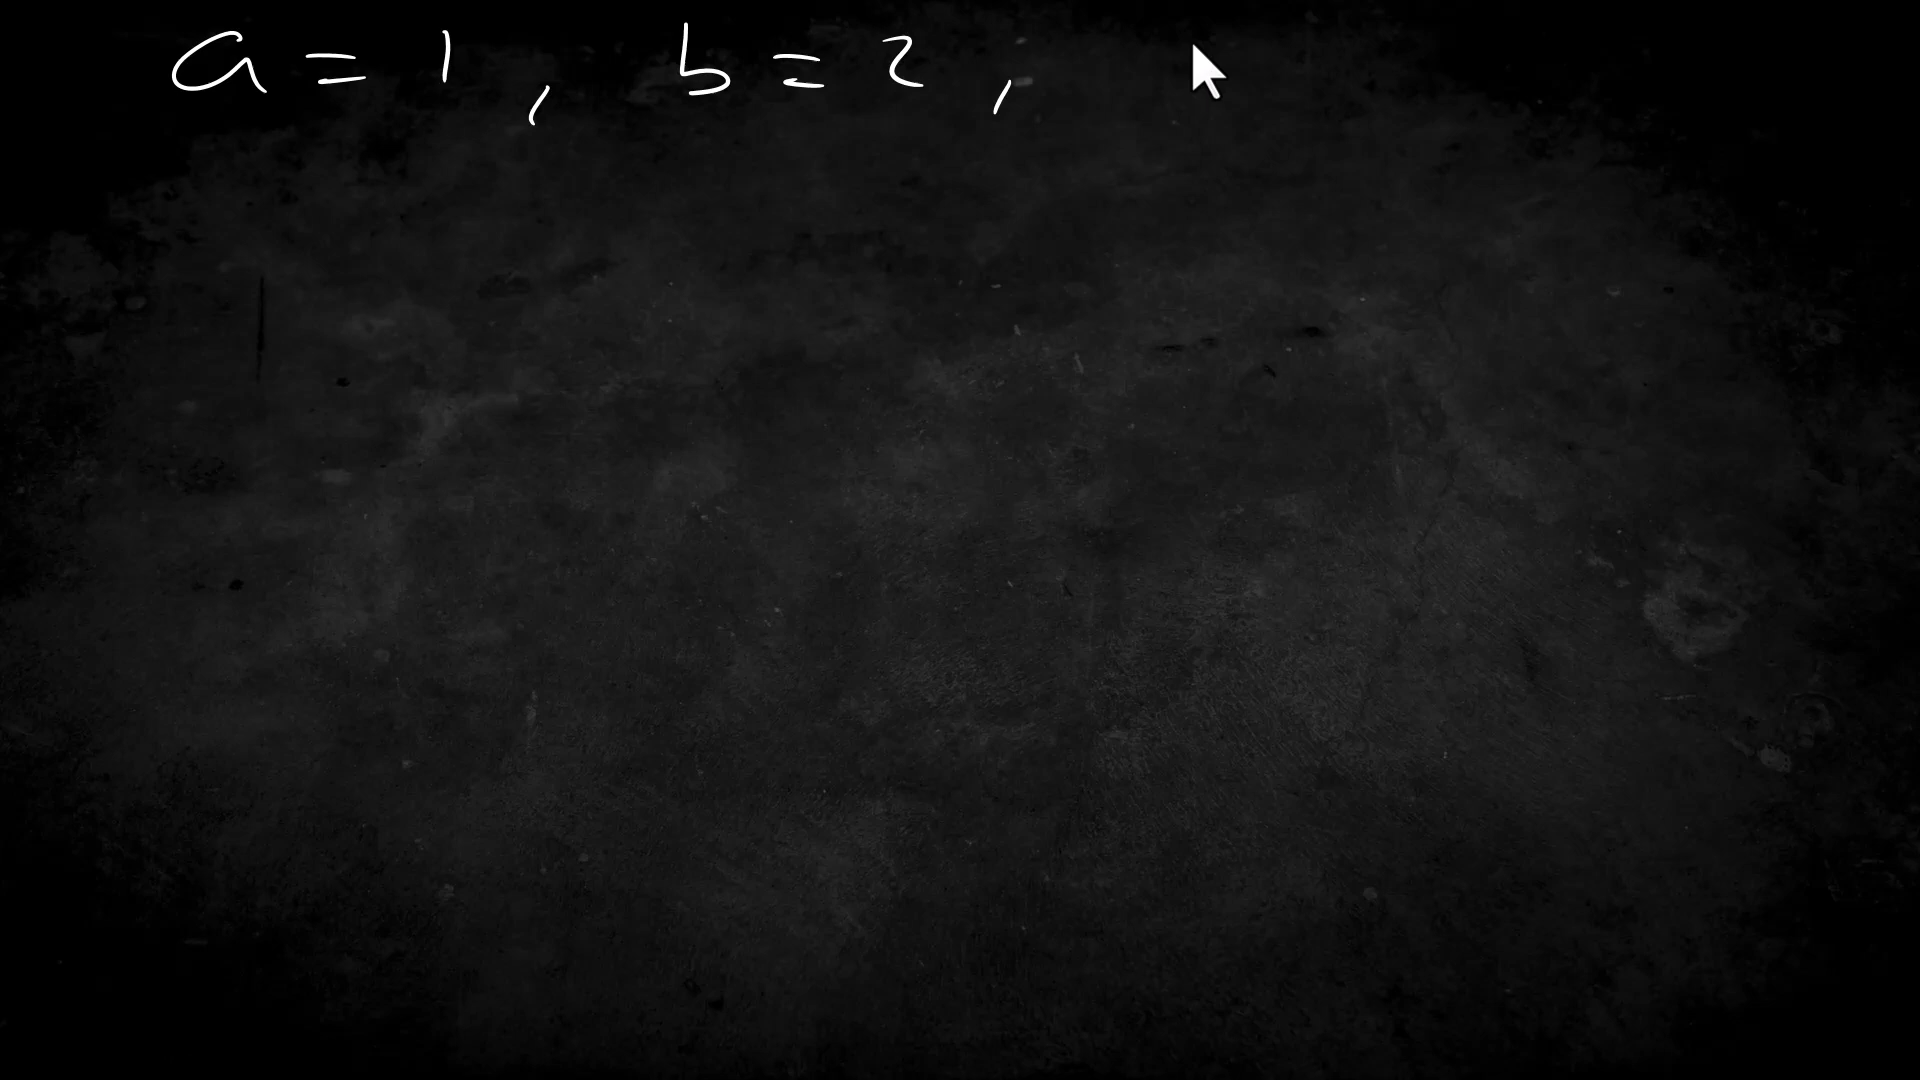 a = 1 , b = 2 ,